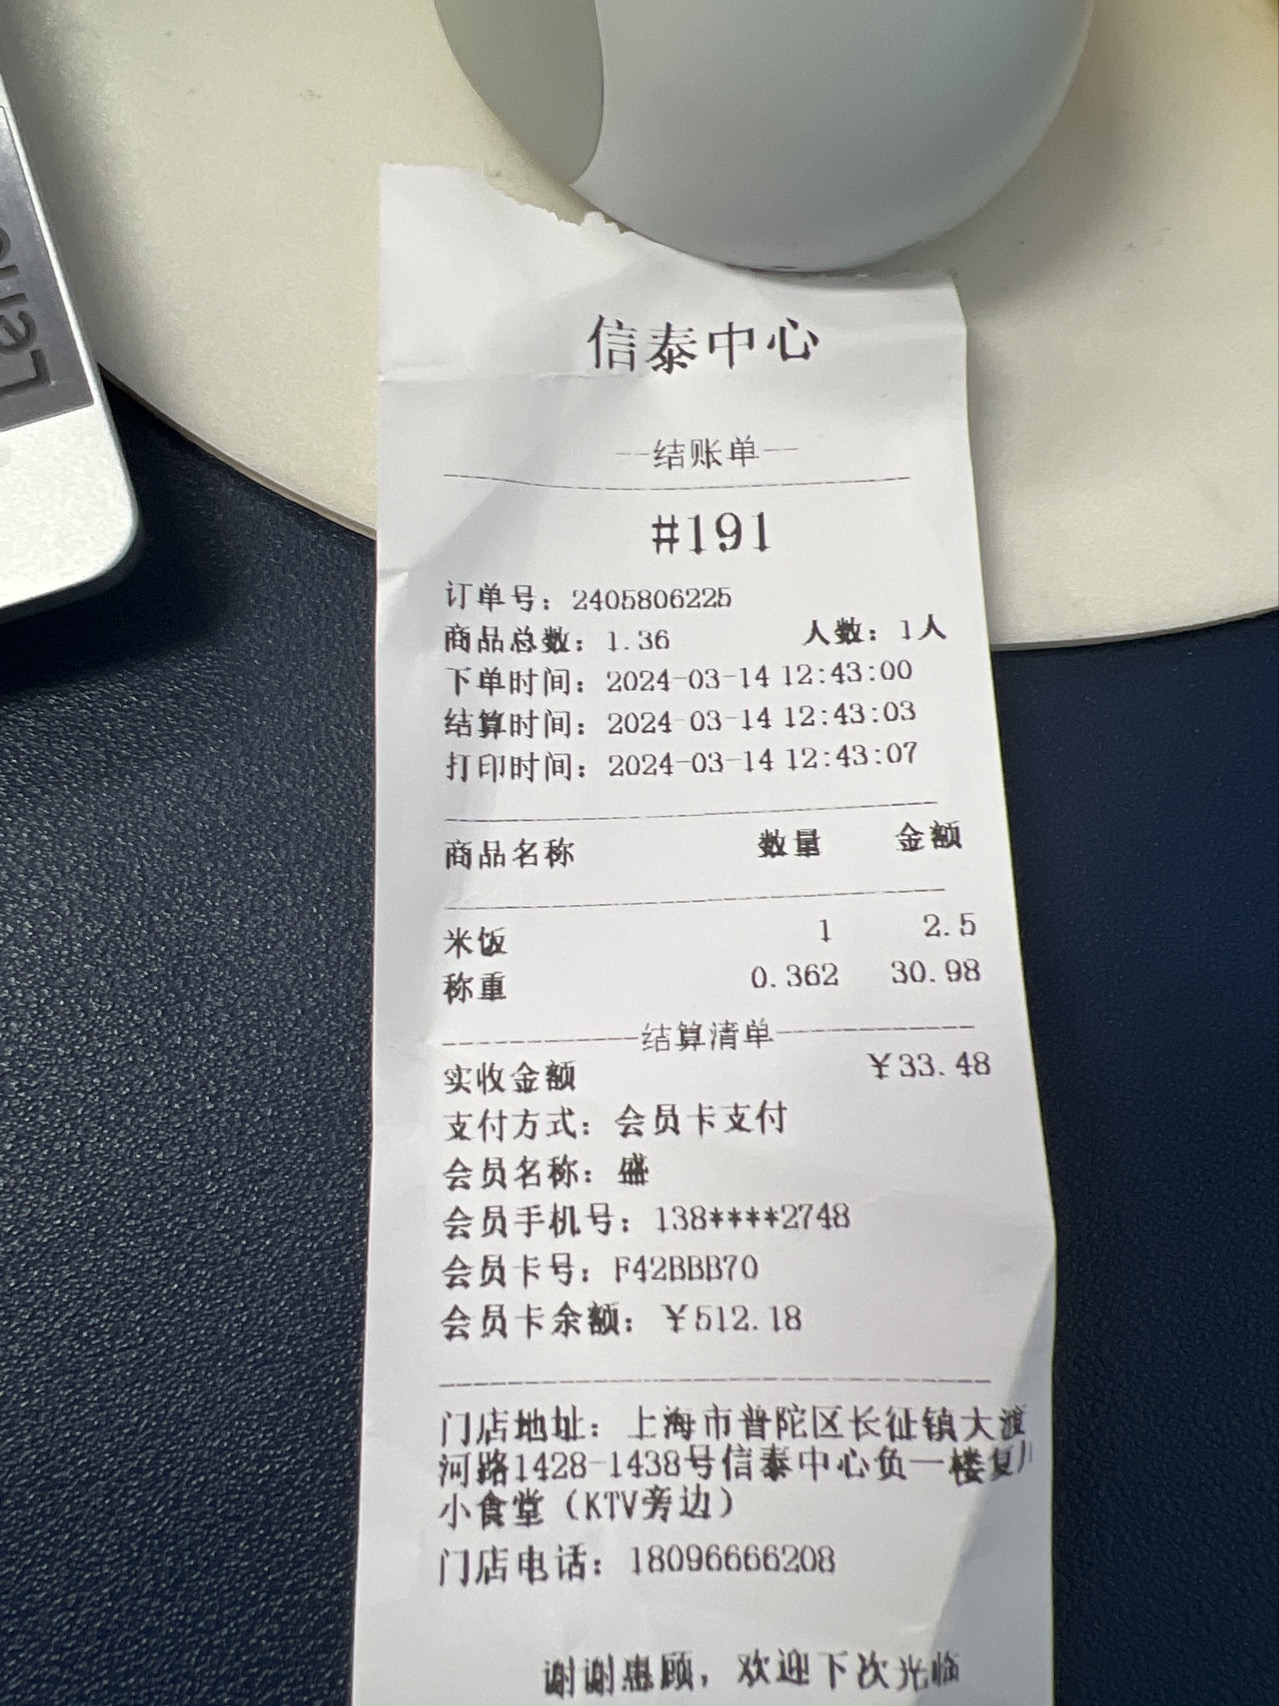 信泰中心
--结账单--
#191
订单号：2405806225
商品总数：1.36 人数：1人
下单时间：2024-03-14 12:43:00
结算时间：2024-03-14 12:43:03
打印时间：2024-03-14 12:43:07
商品名称 数量 金额
米饭 1 2.5
称重 0.362 30.98
------------结算清单------------
实收金额 ￥33.48
支付方式：会员卡支付
会员名称：盛
会员手机号：138****2748
会员卡号：F42BBB70
会员卡余额：￥512.18
门店地址：上海市普陀区长征镇大渡
河路1428-1438号信泰中心负一楼
小食堂（KTV旁边）
门店电话：18096666208
谢谢惠顾，欢迎下次光临